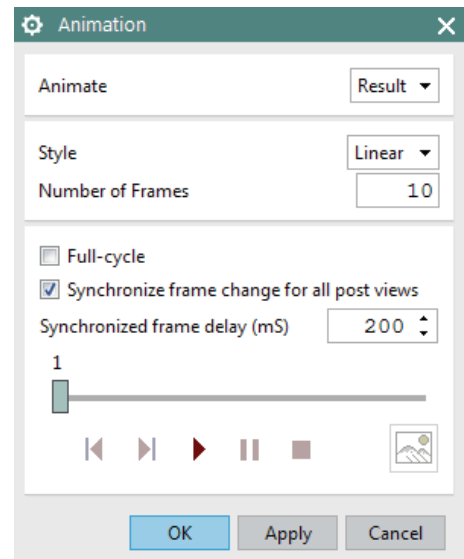 Animation
Animate Result
Style Linear
Number of Frames 10
Full-cycle
Synchronize frame change for all post views
Synchronized frame delay (mS) 200
1
OK Apply Cancel